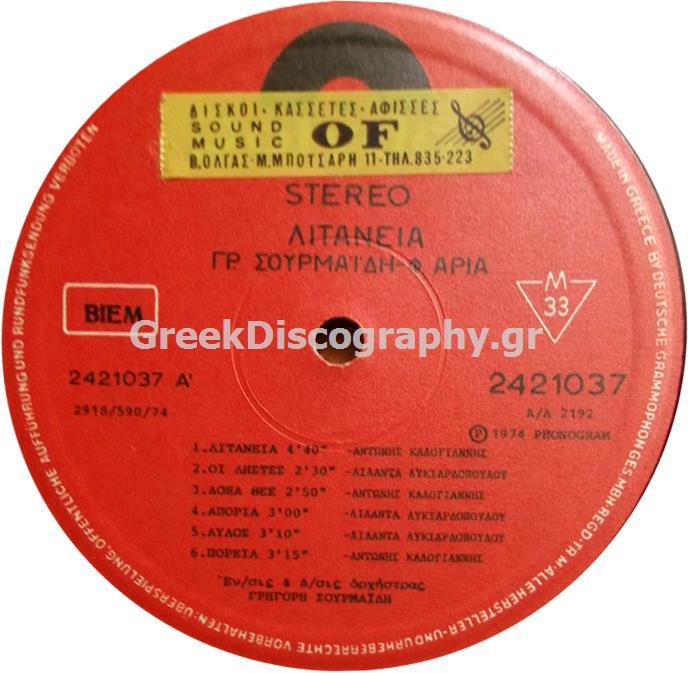 ΔΙΣΚΟΙ·ΚΑΣΣΕΤΕΣ·ΑΦΙΣΣΕΣ
SOUND
MUSIC OF
Β.ΟΛΓΑΣ·Μ.ΜΠΟΤΣΑΡΗ 11-ΤΗΛ.835·223
STEREO
ΛΙΤΑΝΕΙΑ
ΓΡ. ΣΟΥΡΜΑΪΔΗ-Φ. ΑΡΙΑ
BIEM
M
33
GreekDiscography.gr
2421037 Α'
2421037
2918/590/74
Α/Λ 2192
Ⓟ 1974 PHONOGRAM
1.ΛΙΤΑΝΕΙΑ 4'40" -ΑΝΤΩΝΗΣ ΚΑΛΟΓΙΑΝΝΗΣ
2.ΟΙ ΛΗΣΤΕΣ 2'30" -ΛΙΛΑΝΤΑ ΛΥΚΙΑΡΔΟΠΟΥΛΟΥ
3.ΔΟΞΑ ΘΕΕ 2'50" -ΑΝΤΩΝΗΣ ΚΑΛΟΓΙΑΝΝΗΣ
4.ΑΠΟΡΙΑ 3'00" -ΛΙΛΑΝΤΑ ΛΥΚΙΑΡΔΟΠΟΥΛΟΥ
5.ΑΥΛΟΣ 3'10" -ΛΙΛΑΝΤΑ ΛΥΚΙΑΡΔΟΠΟΥΛΟΥ
6.ΠΟΡΕΙΑ 3'15" -ΑΝΤΩΝΗΣ ΚΑΛΟΓΙΑΝΝΗΣ
Ἐν/σις & Δ/σις ὀρχήστρας
ΓΡΗΓΟΡΗ ΣΟΥΡΜΑΪΔΗ
MADE IN GREECE BY DEUTSCHE GRAMMOPHON GES MBH REGD·TR·M·ALLE HERSTELLER-UND URHEBERRECHTE VORBEHALTEN: ÜBERSPIELUNG, ÖFFENTLICHE AUFFÜHRUNG UND RUNDFUNKSENDUNG VERBOTEN